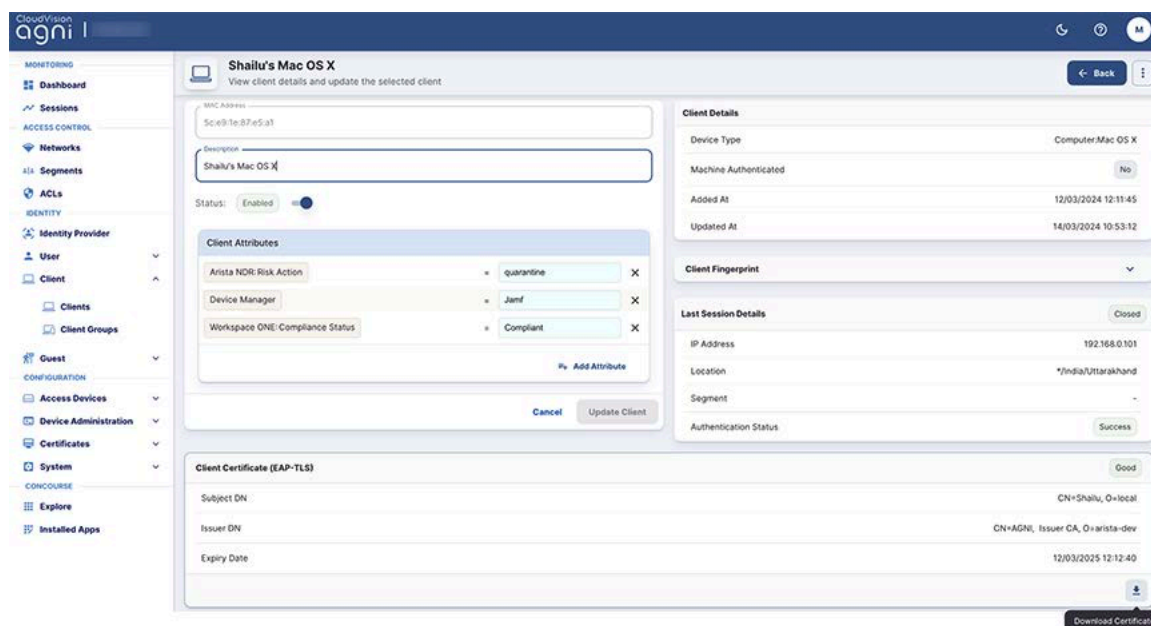 CloudVision
agni |
M
MONITORING
Dashboard
Sessions
ACCESS CONTROL
Networks
Segments
ACLs
IDENTITY
Identity Provider
User
Client
Clients
Client Groups
Guest
CONFIGURATION
Access Devices
Device Administration
Certificates
System
CONCOURSE
Explore
Installed Apps
Shailu's Mac OS X
View client details and update the selected client
← Back
MAC Address
5c:e9:1e:87:e5:a1
Description
Shailu's Mac OS X
Status: Enabled
Client Attributes
Arista NDR: Risk Action = quarantine ×
Device Manager = Jamf ×
Workspace ONE: Compliance Status = Compliant ×
Add Attribute
Cancel Update Client
Client Details
Device Type Computer:Mac OS X
Machine Authenticated No
Added At 12/03/2024 12:11:45
Updated At 14/03/2024 10:53:12
Client Fingerprint
Last Session Details Closed
IP Address 192.168.0.101
Location */India/Uttarakhand
Segment -
Authentication Status Success
Client Certificate (EAP-TLS) Good
Subject DN CN=Shailu, O=local
Issuer DN CN=AGNI, Issuer CA, O=arista-dev
Expiry Date 12/03/2025 12:12:40
Download Certificat